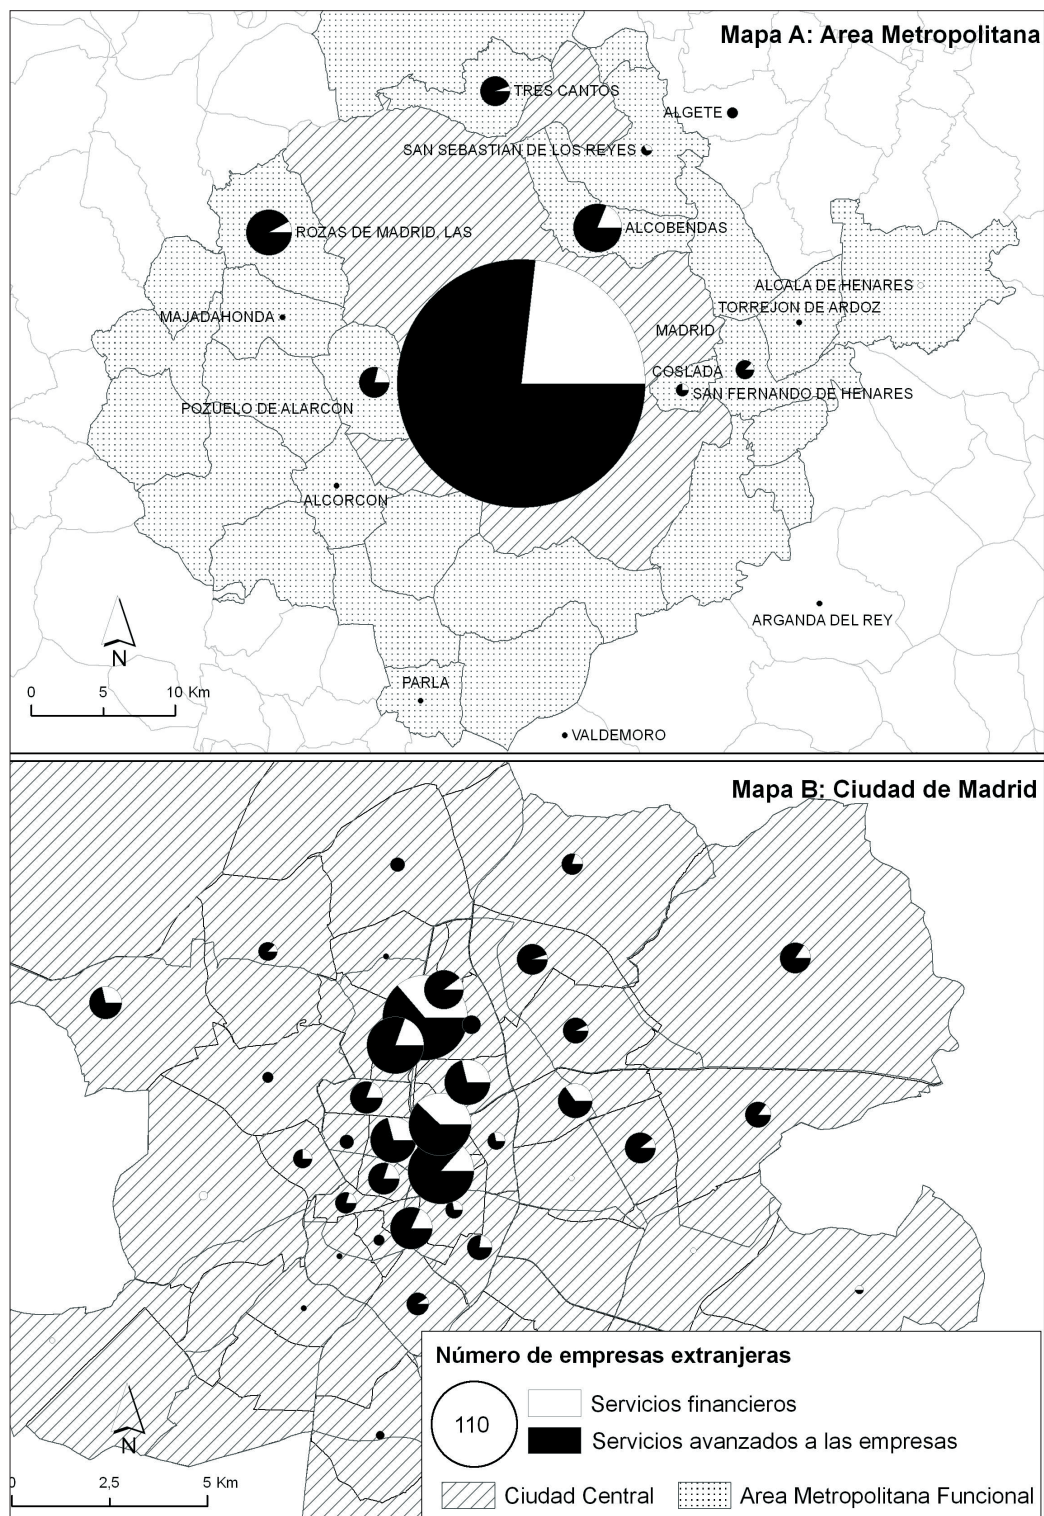 Mapa A: Area Metropolitana
TRES CANTOS
ALGETE
SAN SEBASTIAN DE LOS REYES
ROZAS DE MADRID, LAS
ALCOBENDAS
ALCALA DE HENARES
TORREJON DE ARDOZ
MAJADAHONDA
MADRID
COSLADA
SAN FERNANDO DE HENARES
POZUELO DE ALARCON
ALCORCON
ARGANDA DEL REY
PARLA
VALDEMORO
N
0 5 10 Km
Mapa B: Ciudad de Madrid
Número de empresas extranjeras
110
Servicios financieros
Servicios avanzados a las empresas
Ciudad Central
Area Metropolitana Funcional
N
0 2,5 5 Km